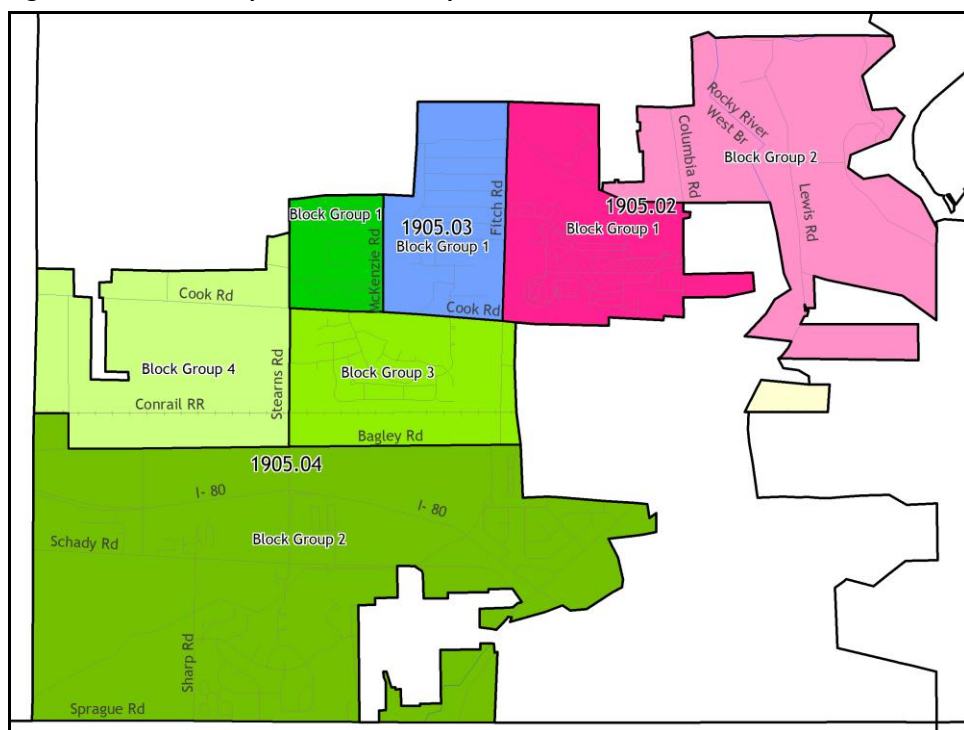 Rocky River
West Br
Columbia Rd
Block Group 2
Lewis Rd
1905.02
Block Group 1
Fitch Rd
1905.03
Block Group 1
Cook Rd
Block Group 1
McKenzie Rd
Cook Rd
Block Group 4
Stearns Rd
Conrail RR
Block Group 3
Bagley Rd
1905.04
I- 80
I- 80
Schady Rd
Block Group 2
Sharp Rd
Sprague Rd